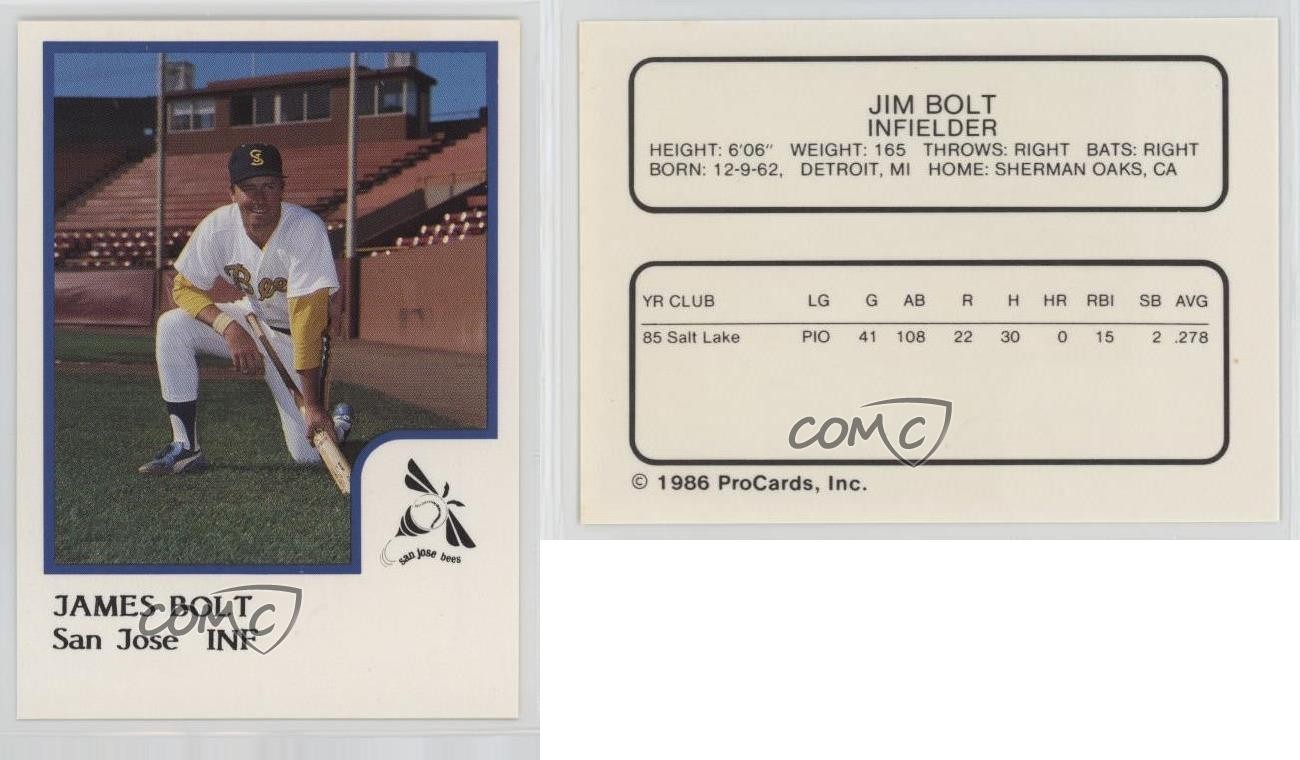 S
Bees
san jose bees
JAMES BOLT
San Jose INF
COMC
JIM BOLT
INFIELDER
HEIGHT: 6'06" WEIGHT: 165 THROWS: RIGHT BATS: RIGHT
BORN: 12-9-62, DETROIT, MI HOME: SHERMAN OAKS, CA
YR CLUB LG G AB R H HR RBI SB AVG
85 Salt Lake PIO 41 108 22 30 0 15 2 .278
COMC
© 1986 ProCards, Inc.